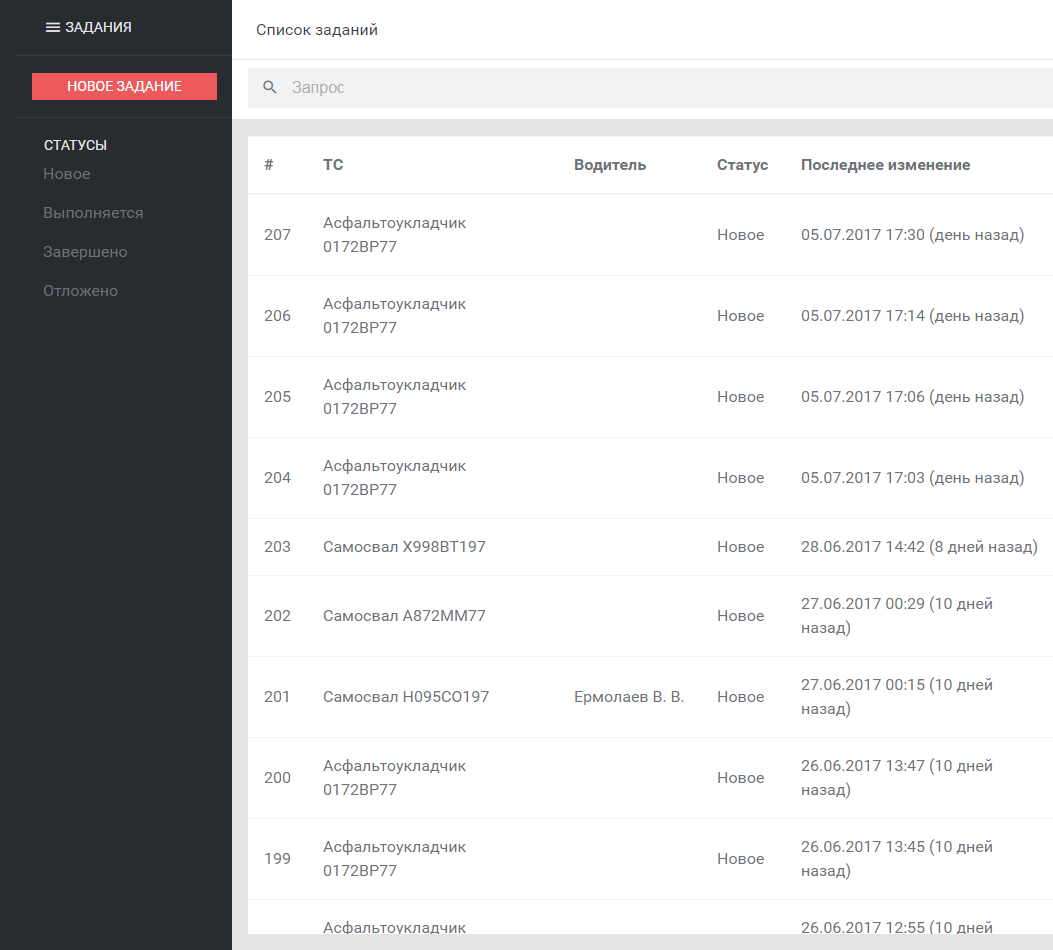 ЗАДАНИЯ
НОВОЕ ЗАДАНИЕ
СТАТУСЫ
Новое
Выполняется
Завершено
Отложено
Список заданий
Запрос
# ТС Водитель Статус Последнее изменение
207 Асфальтоукладчик 0172ВР77 Новое 05.07.2017 17:30 (день назад)
206 Асфальтоукладчик 0172ВР77 Новое 05.07.2017 17:14 (день назад)
205 Асфальтоукладчик 0172ВР77 Новое 05.07.2017 17:06 (день назад)
204 Асфальтоукладчик 0172ВР77 Новое 05.07.2017 17:03 (день назад)
203 Самосвал Х998ВТ197 Новое 28.06.2017 14:42 (8 дней назад)
202 Самосвал А872ММ77 Новое 27.06.2017 00:29 (10 дней назад)
201 Самосвал Н095СО197 Ермолаев В. В. Новое 27.06.2017 00:15 (10 дней назад)
200 Асфальтоукладчик 0172ВР77 Новое 26.06.2017 13:47 (10 дней назад)
199 Асфальтоукладчик 0172ВР77 Новое 26.06.2017 13:45 (10 дней назад)
Асфальтоукладчик 26.06.2017 12:55 (10 дней